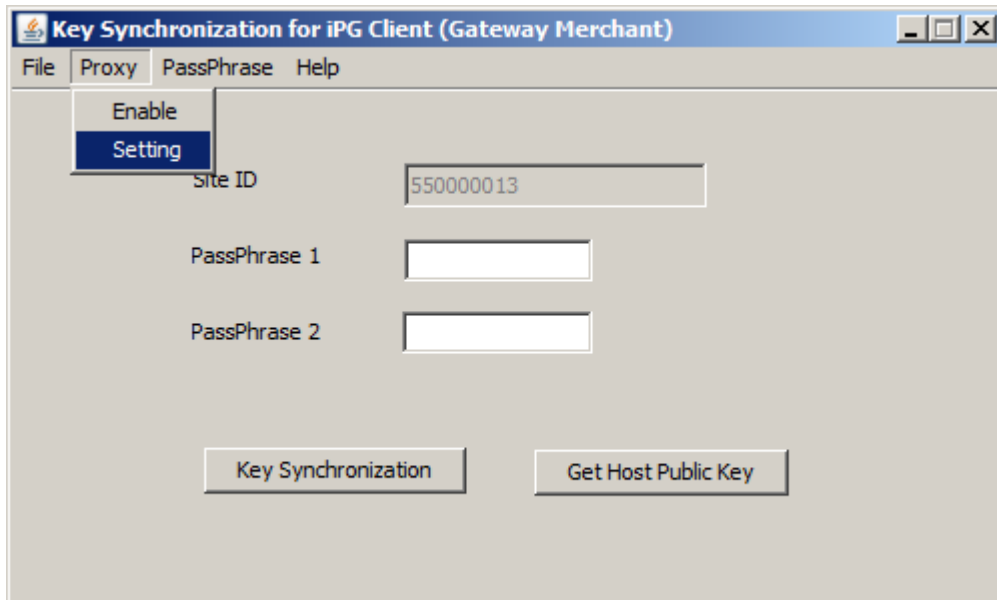 Key Synchronization for iPG Client (Gateway Merchant)
File Proxy PassPhrase Help
Enable
Setting
Site ID 550000013
PassPhrase 1
PassPhrase 2
Key Synchronization Get Host Public Key